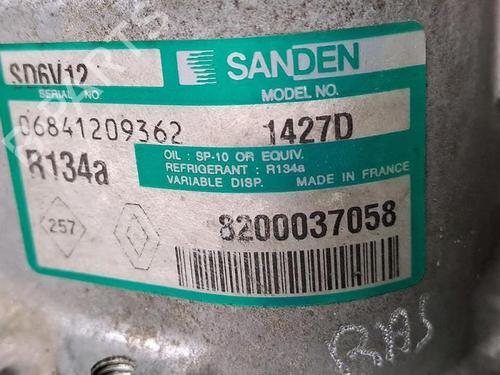 SD6V12
SANDEN
SERIAL NO.
MODEL NO.
06841209362
1427D
R134a
OIL : SP-10 OR EQUIV.
REFRIGERANT : R134a
VARIABLE DISP. MADE IN FRANCE
257
8200037058